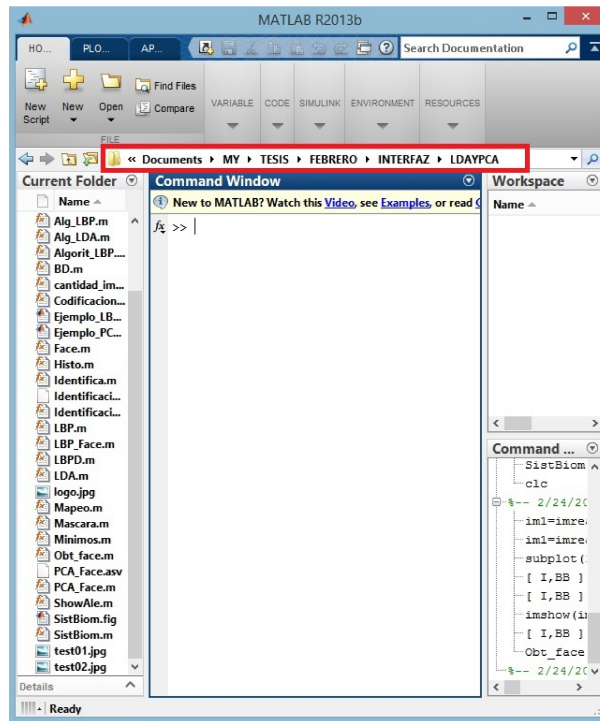 MATLAB R2013b
HO... PLO... AP... Search Documentation
New Script
New
Open
Find Files
Compare
FILE
VARIABLE
CODE
SIMULINK
ENVIRONMENT
RESOURCES
« Documents MY TESIS FEBRERO INTERFAZ LDAYPCA
Current Folder
Name
Alg_LBP.m
Alg_LDA.m
Algorit_LBP....
BD.m
cantidad_im...
Codificacion...
Ejemplo_LB...
Ejemplo_PC...
Face.m
Histo.m
Identifica.m
Identificaci...
Identificaci...
LBP.m
LBP_Face.m
LBPD.m
LDA.m
logo.jpg
Mapeo.m
Mascara.m
Minimos.m
Obt_face.m
PCA_Face.asv
PCA_Face.m
ShowAle.m
SistBiom.fig
SistBiom.m
test01.jpg
test02.jpg
Details
Command Window
New to MATLAB? Watch this Video, see Examples, or read
fx >>
Workspace
Name
Command ...
SistBiom
clc
%-- 2/24/20
im1=imre
im1=imre
subplot(
[ I,BB ]
[ I,BB ]
imshow(i
[ I,BB ]
Obt_face
%-- 2/24/20
Ready